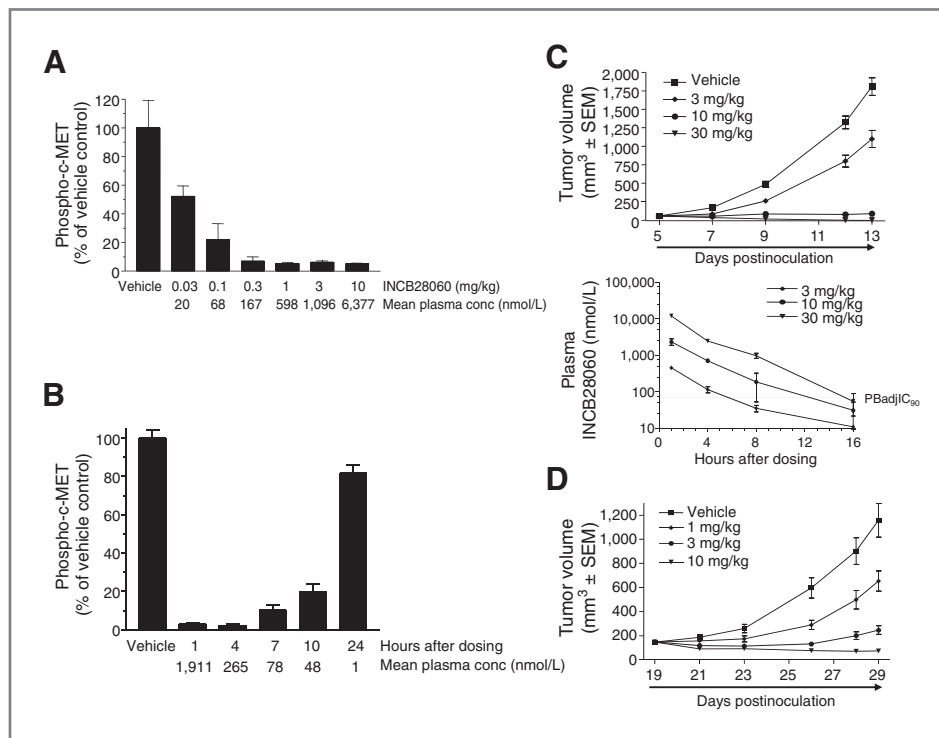 A
Phospho-c-MET
(% of vehicle control)
120
100
80
60
40
20
0
Vehicle 0.03 0.1 0.3 1 3 10 INCB28060 (mg/kg)
20 68 167 598 1,096 6,377 Mean plasma conc (nmol/L)
B
Phospho-c-MET
(% of vehicle control)
100
80
60
40
20
0
Vehicle 1 4 7 10 24 Hours after dosing
1,911 265 78 48 1 Mean plasma conc (nmol/L)
C
Tumor volume
(mm³ ± SEM)
2,000
1,750
1,500
1,250
1,000
750
500
250
0
Vehicle
3 mg/kg
10 mg/kg
30 mg/kg
5 7 9 11 13
Days postinoculation
Plasma
INCB28060 (nmol/L)
100,000
10,000
1,000
100
10
3 mg/kg
10 mg/kg
30 mg/kg
PBadjIC₉₀
0 4 8 12 16
Hours after dosing
D
Tumor volume
(mm³ ± SEM)
1,200
1,000
800
600
400
200
0
Vehicle
1 mg/kg
3 mg/kg
10 mg/kg
19 21 23 25 27 29
Days postinoculation